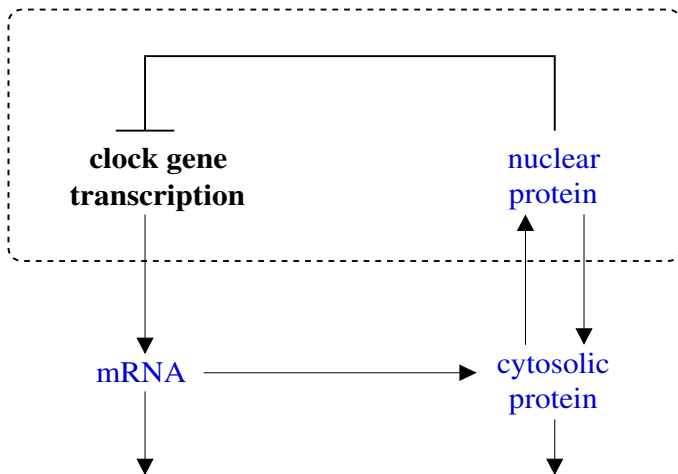 clock gene
transcription
nuclear
protein
mRNA
cytosolic
protein